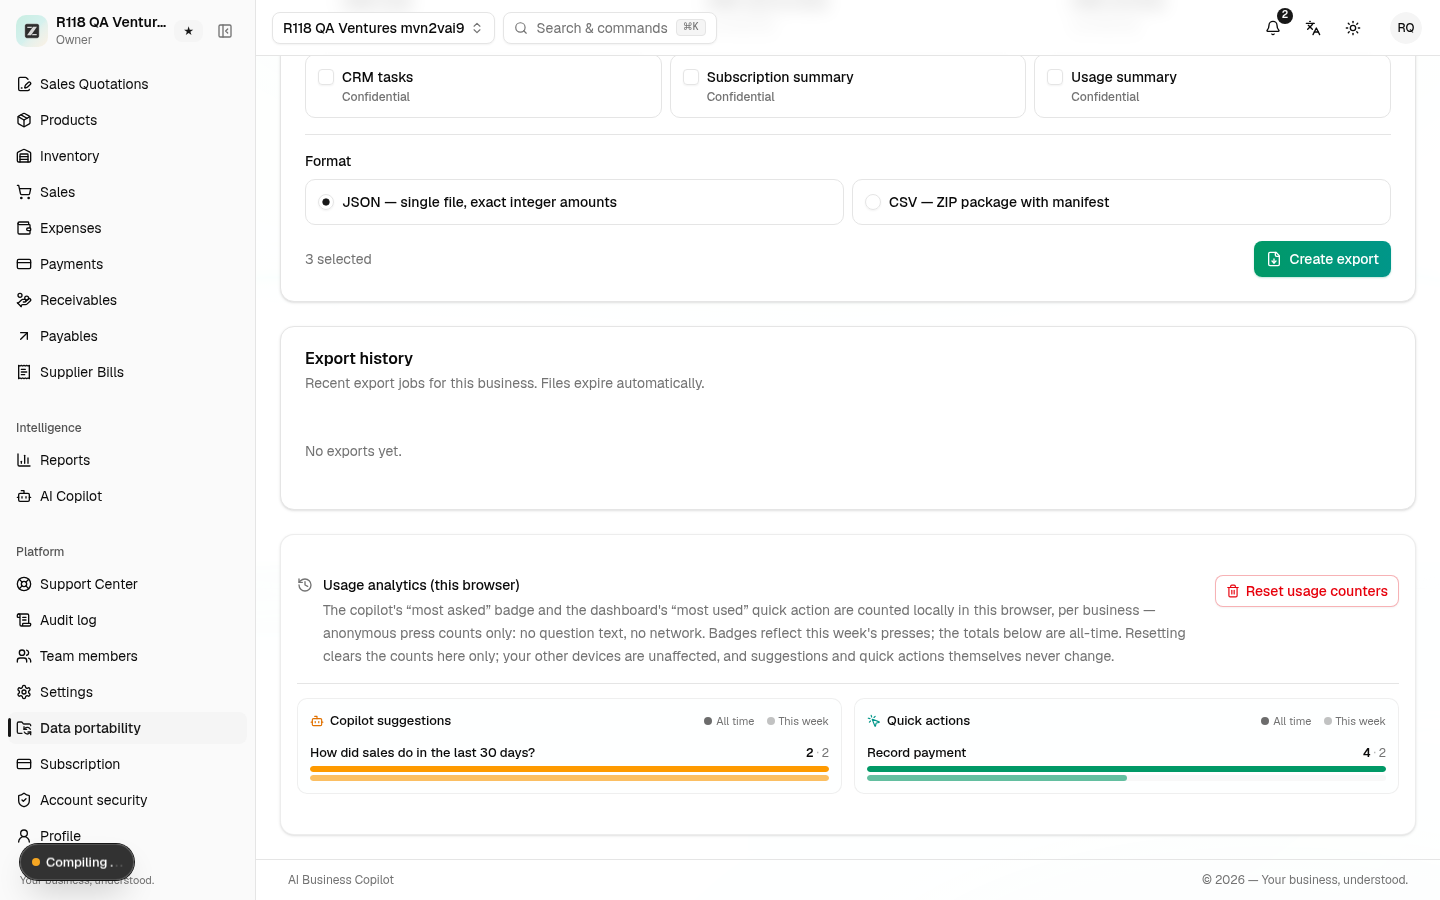 R118 QA Ventur...
Owner
★
R118 QA Ventures mvn2vai9
Search & commands
⌘K
2
RQ
Sales Quotations
Products
Inventory
Sales
Expenses
Payments
Receivables
Payables
Supplier Bills
Intelligence
Reports
AI Copilot
Platform
Support Center
Audit log
Team members
Settings
Data portability
Subscription
Account security
Profile
Compiling ...
Your business, understood.
CRM tasks
Confidential
Subscription summary
Confidential
Usage summary
Confidential
Format
JSON — single file, exact integer amounts
CSV — ZIP package with manifest
3 selected
Create export
Export history
Recent export jobs for this business. Files expire automatically.
No exports yet.
Usage analytics (this browser)
Reset usage counters
The copilot's “most asked” badge and the dashboard's “most used” quick action are counted locally in this browser, per business —
anonymous press counts only: no question text, no network. Badges reflect this week's presses; the totals below are all-time. Resetting
clears the counts here only; your other devices are unaffected, and suggestions and quick actions themselves never change.
Copilot suggestions
All time
This week
How did sales do in the last 30 days?
2 · 2
Quick actions
All time
This week
Record payment
4 · 2
AI Business Copilot
© 2026 — Your business, understood.